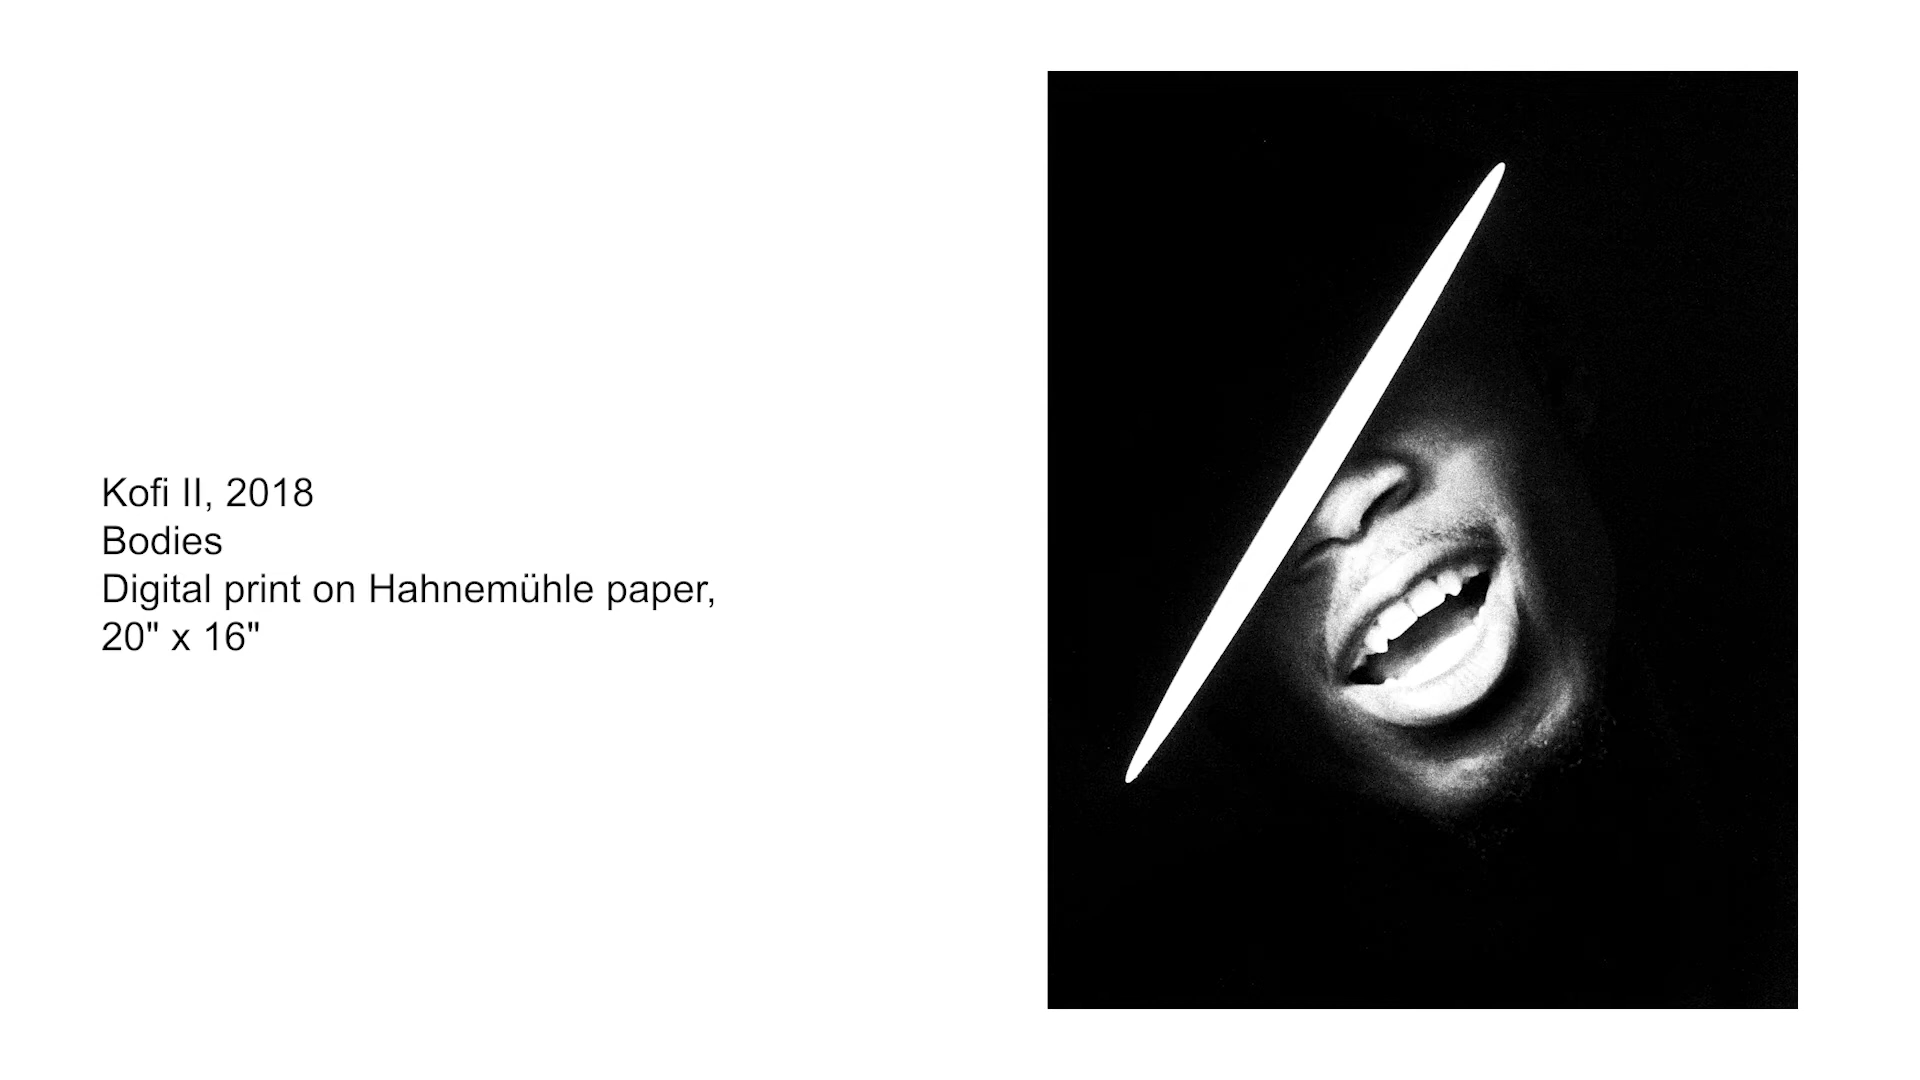 Kofi II, 2018
Bodies
Digital print on Hahnemühle paper,
20" x 16"